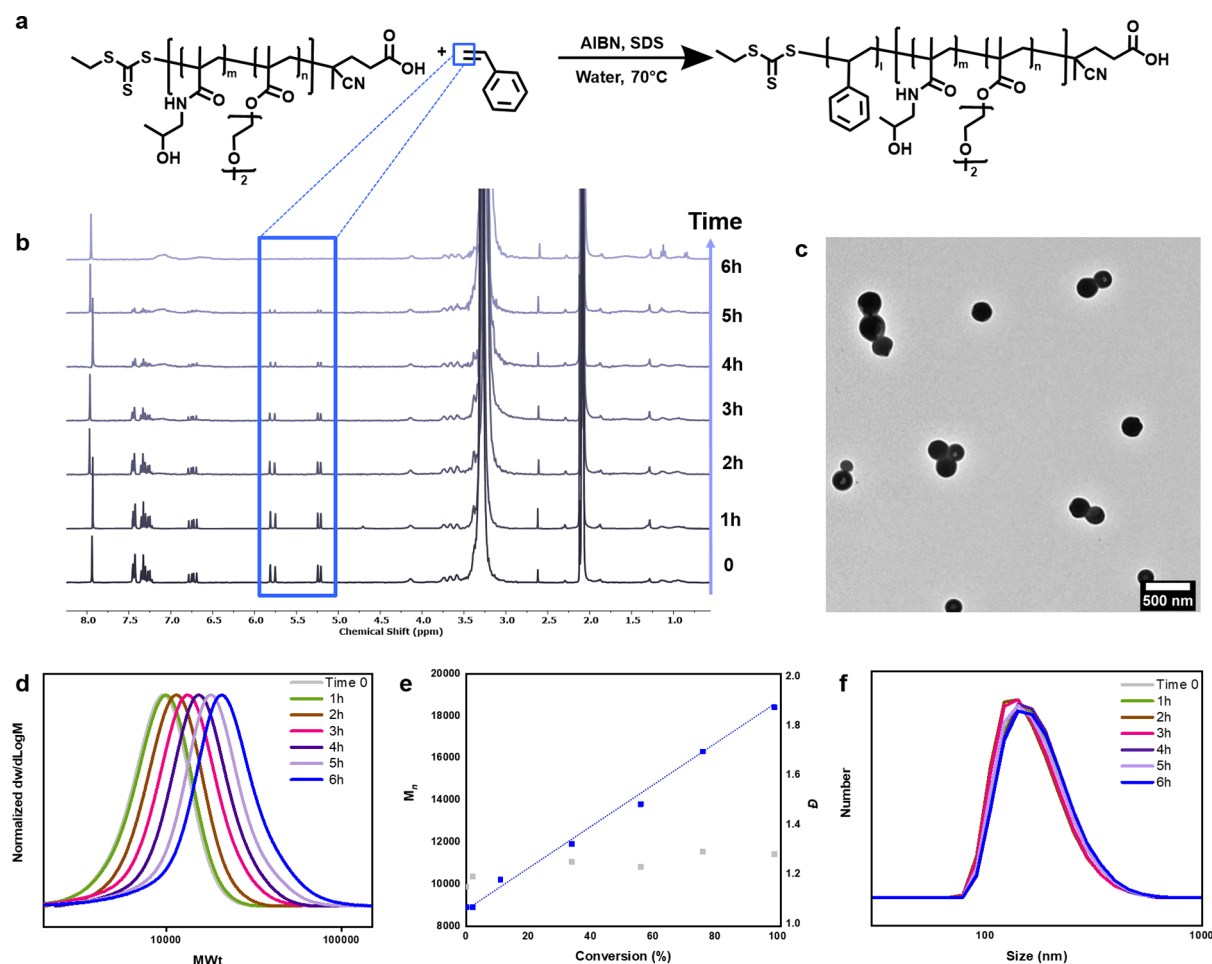 a
S
S
S
m
n
O
OH
CN
HN
O
O
O
OH
O
2
+
AIBN, SDS
Water, 70°C
S
S
S
l
m
n
O
OH
CN
HN
O
O
O
OH
O
2
b
Time
6h
5h
4h
3h
2h
1h
0
8.0 7.5 7.0 6.5 6.0 5.5 5.0 4.5 4.0 3.5 3.0 2.5 2.0 1.5 1.0
Chemical Shift (ppm)
c
500 nm
d
Time 0
1h
2h
3h
4h
5h
6h
Normalized dw/dLogM
10000 100000
MWt
e
20000
18000
16000
14000
12000
10000
8000
Mn
0 20 40 60 80 100
Conversion (%)
2.0
1.8
1.6
1.4
1.2
1.0
Đ
f
Time 0
1h
2h
3h
4h
5h
6h
Number
100 1000
Size (nm)